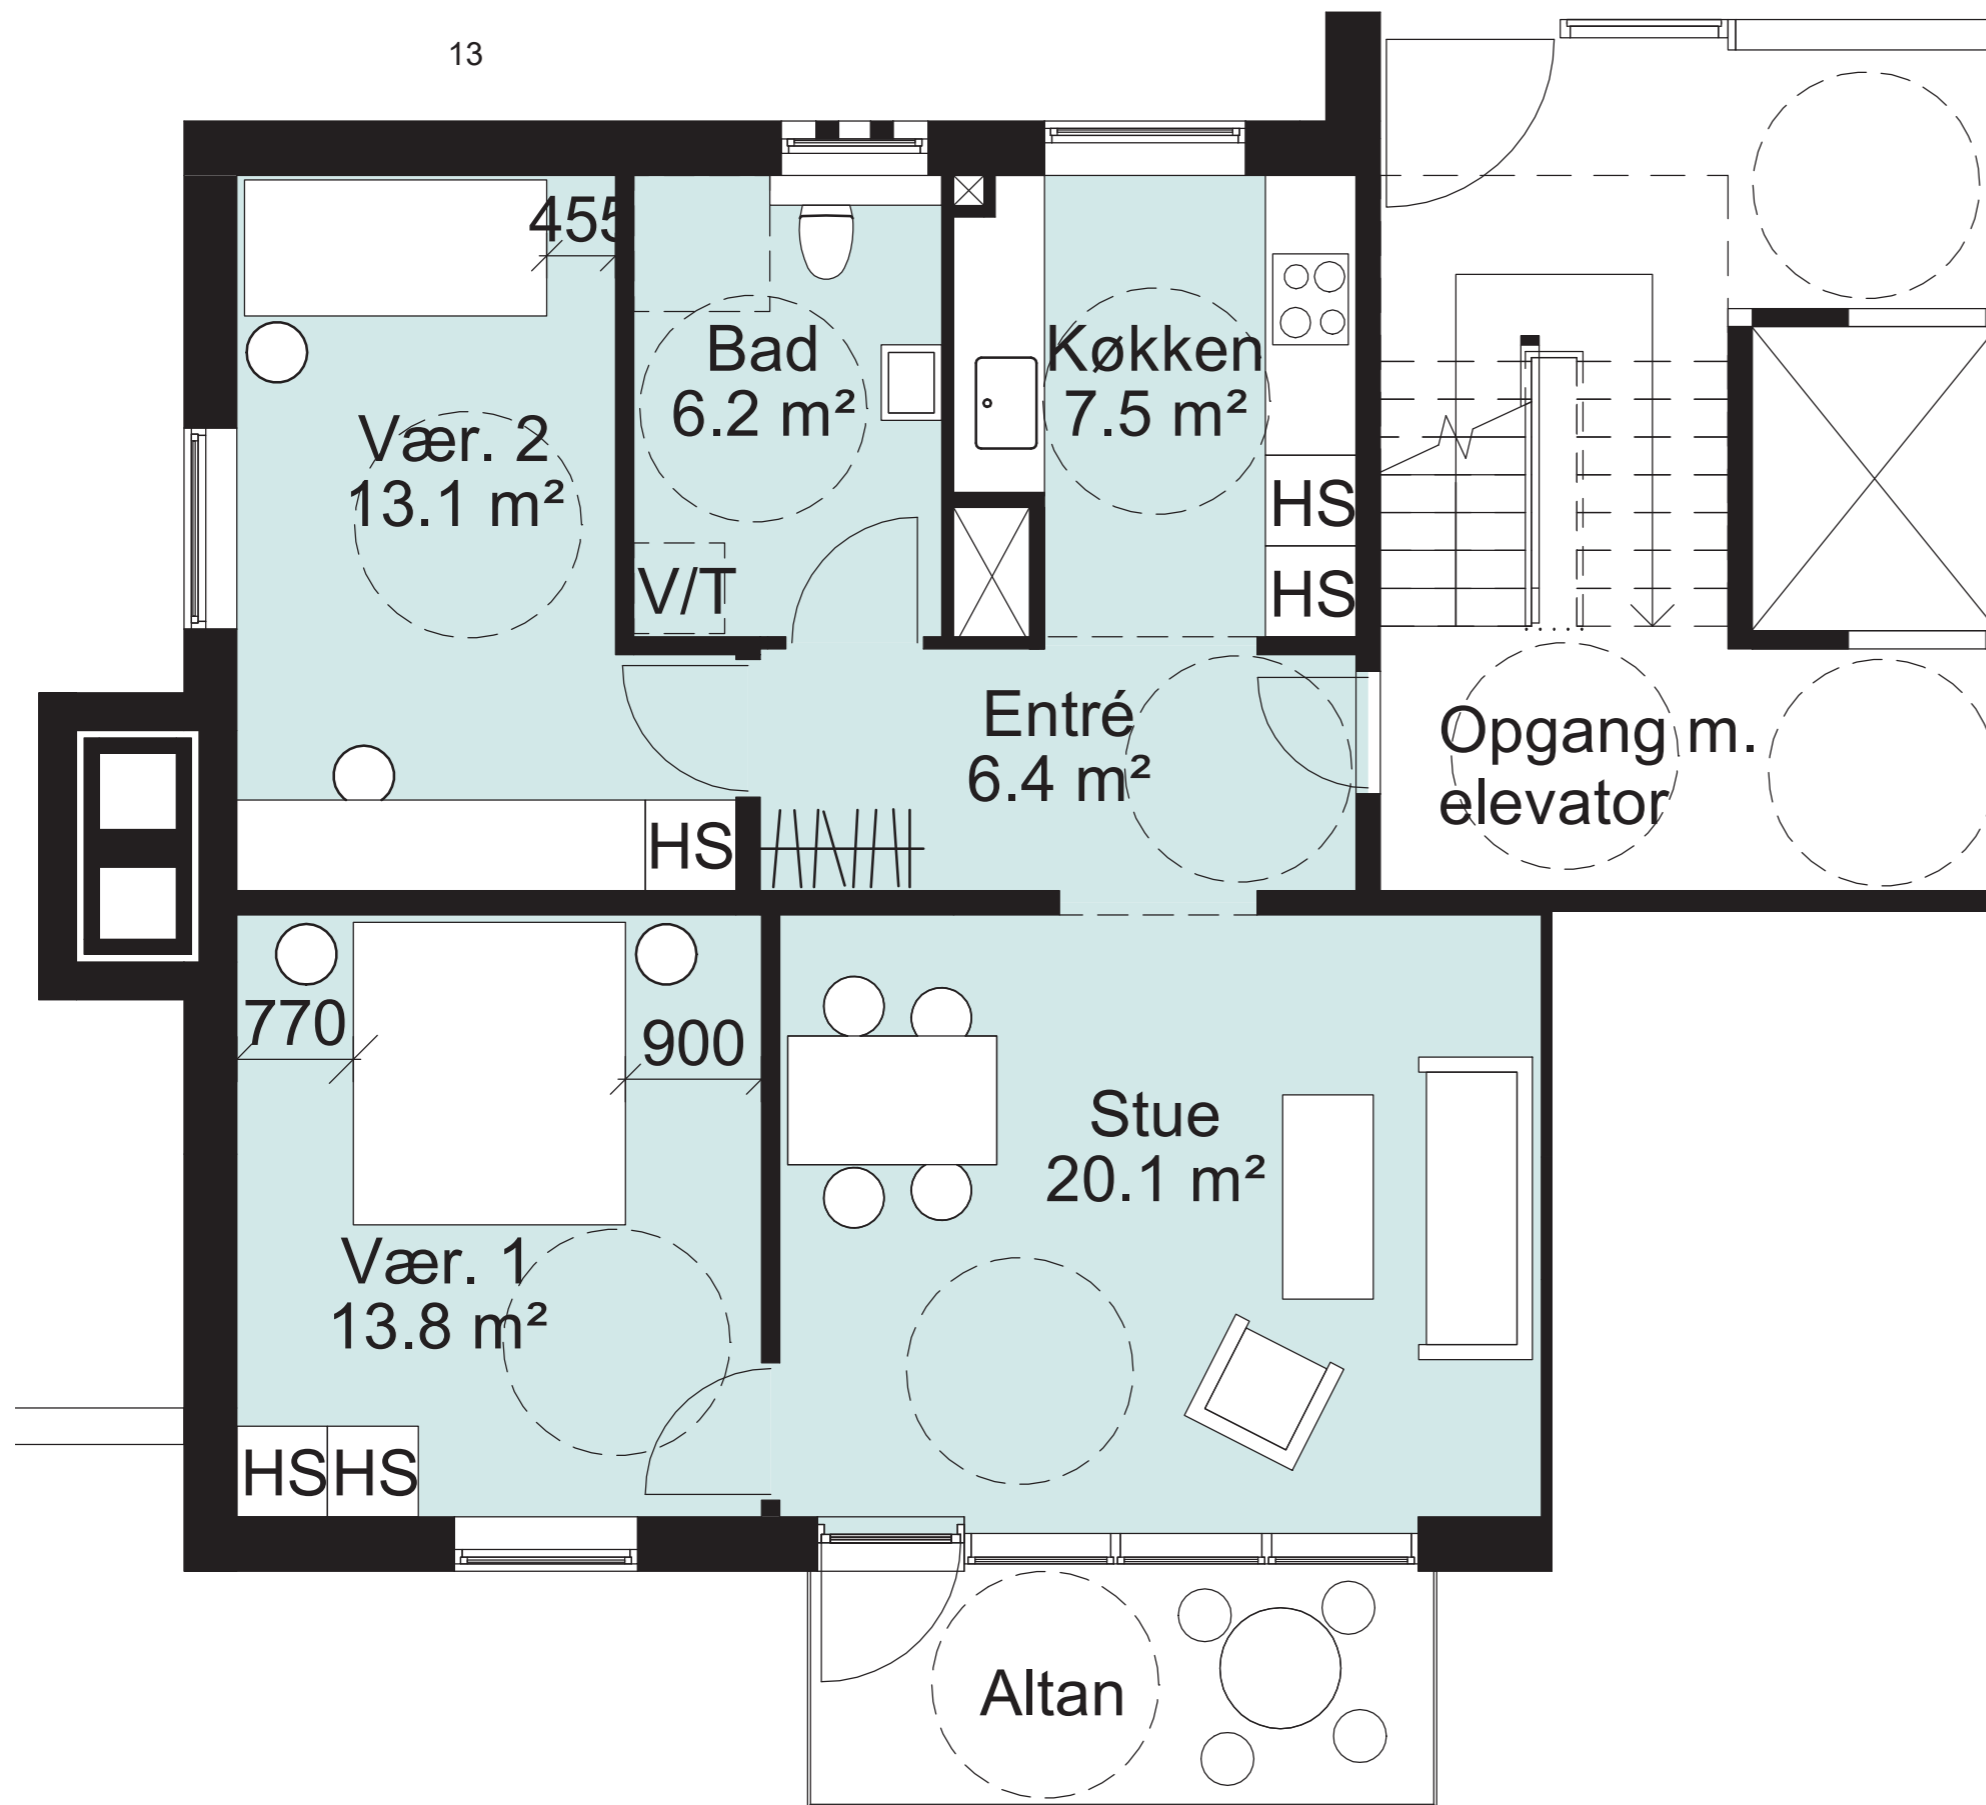 13
455
Bad
6.2 m²
Køkken
7.5 m²
Vær. 2
13.1 m²
HS
V/T
HS
Entré
6.4 m²
Opgang m.
elevator
HS
770
900
Stue
20.1 m²
Vær. 1
13.8 m²
HS HS
Altan